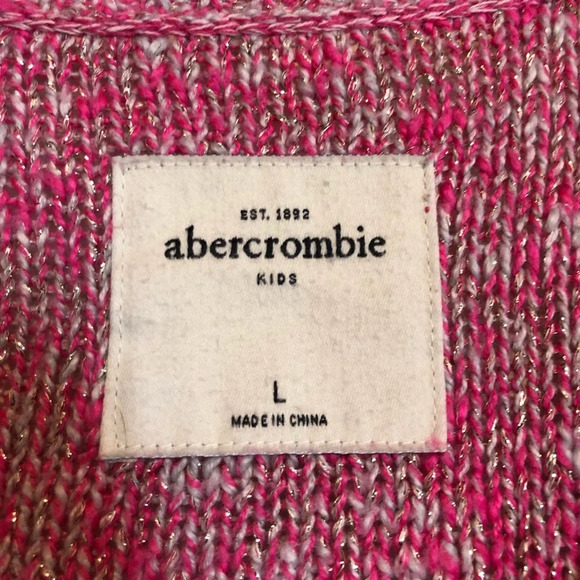 EST. 1892
abercrombie
KIDS
L
MADE IN CHINA